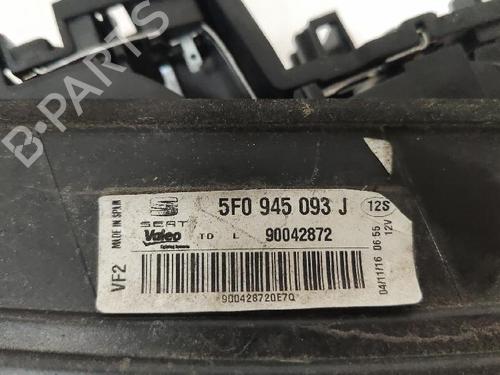 B-PARTS
MADE IN SPAIN
VF2
SEAT
Valeo
TD L
5F0 945 093 J
90042872
12S
12V
04/11/16 06 55
900428720E7Q